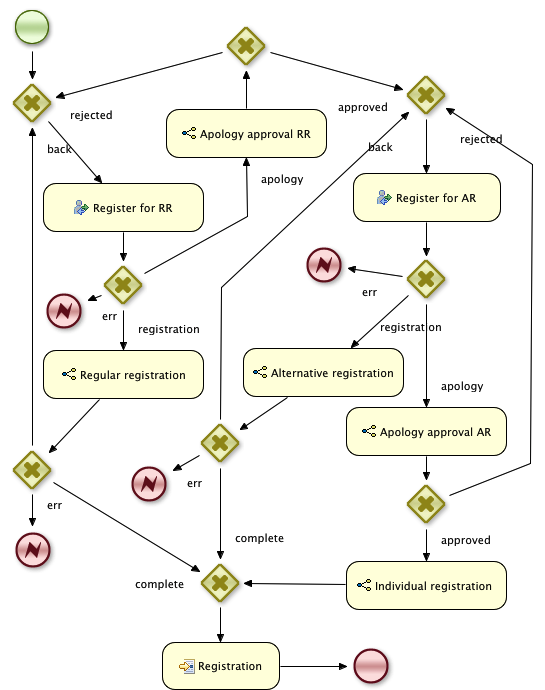 approved
rejected
Apology approval RR
back
back
rejected
apology
Register for RR
Register for AR
err
err
registration
registration
Regular registration
Alternative registration
apology
Apology approval AR
err
err
complete
approved
complete
Individual registration
Registration